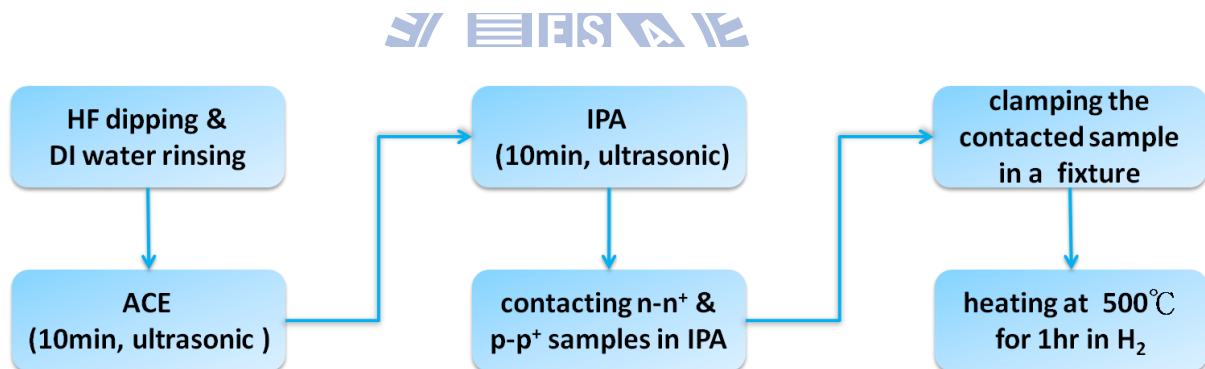 ES A
HF dipping &
DI water rinsing
ACE
(10min, ultrasonic )
IPA
(10min, ultrasonic)
contacting n-n⁺ &
p-p⁺ samples in IPA
clamping the
contacted sample
in a fixture
heating at 500℃
for 1hr in H₂